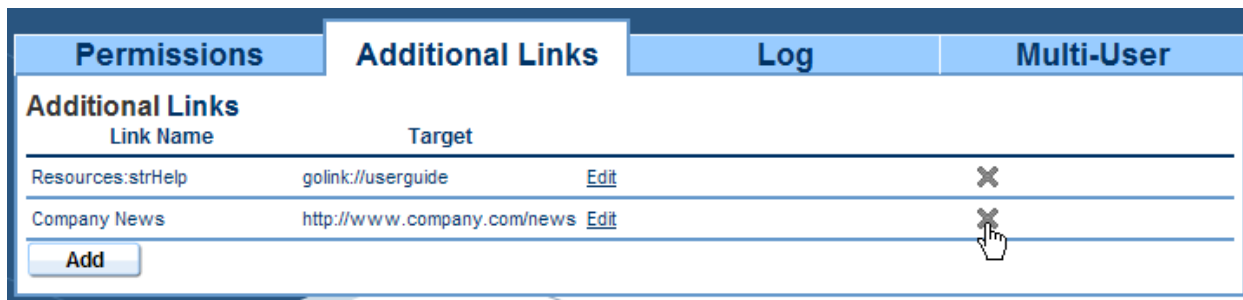 Permissions Additional Links Log Multi-User
Additional Links
Link Name Target
Resources:strHelp golink://userguide Edit
Company News http://www.company.com/news Edit
Add